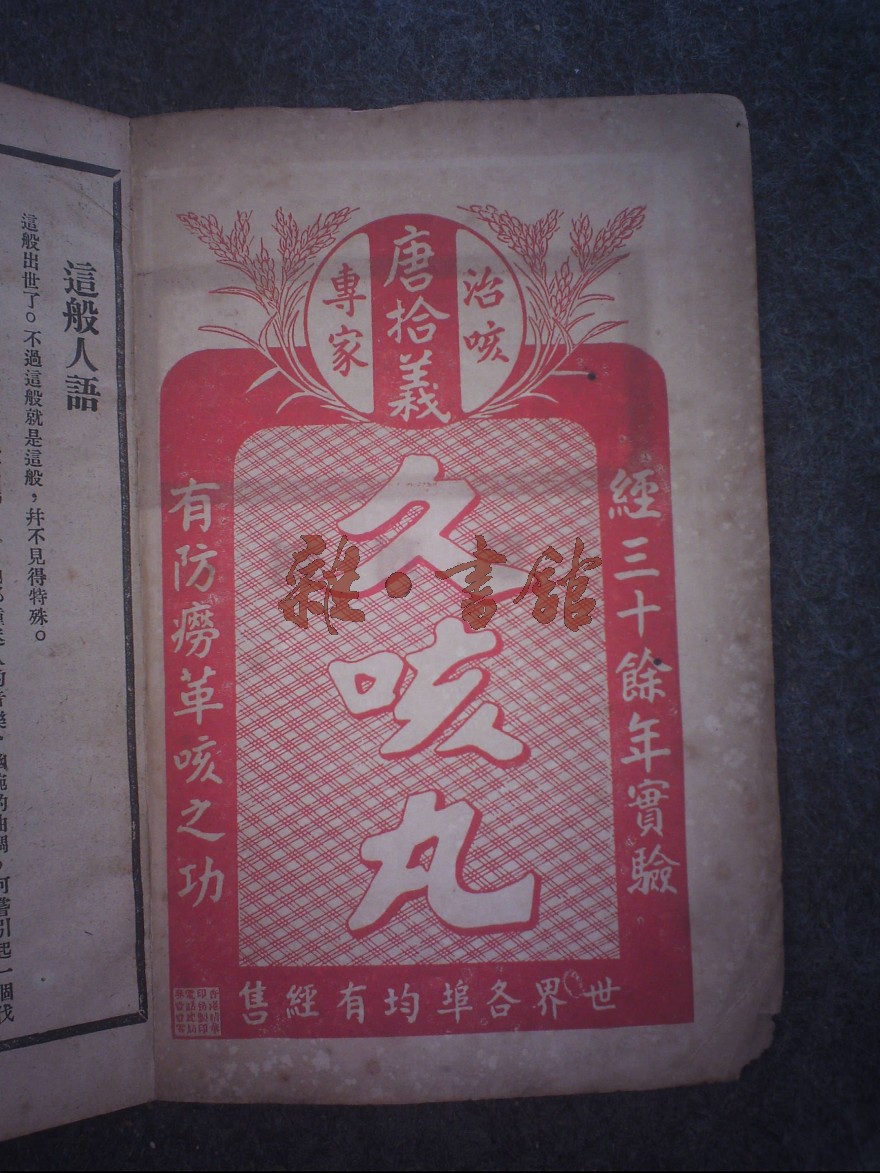 治咳
唐拾義
專家
經三十餘年實驗
久咳丸
有防癆革咳之功
世界各埠均有經售
雜·書舘
這般人語
這般出世了。不過這般就是這般，幷不見得特殊。